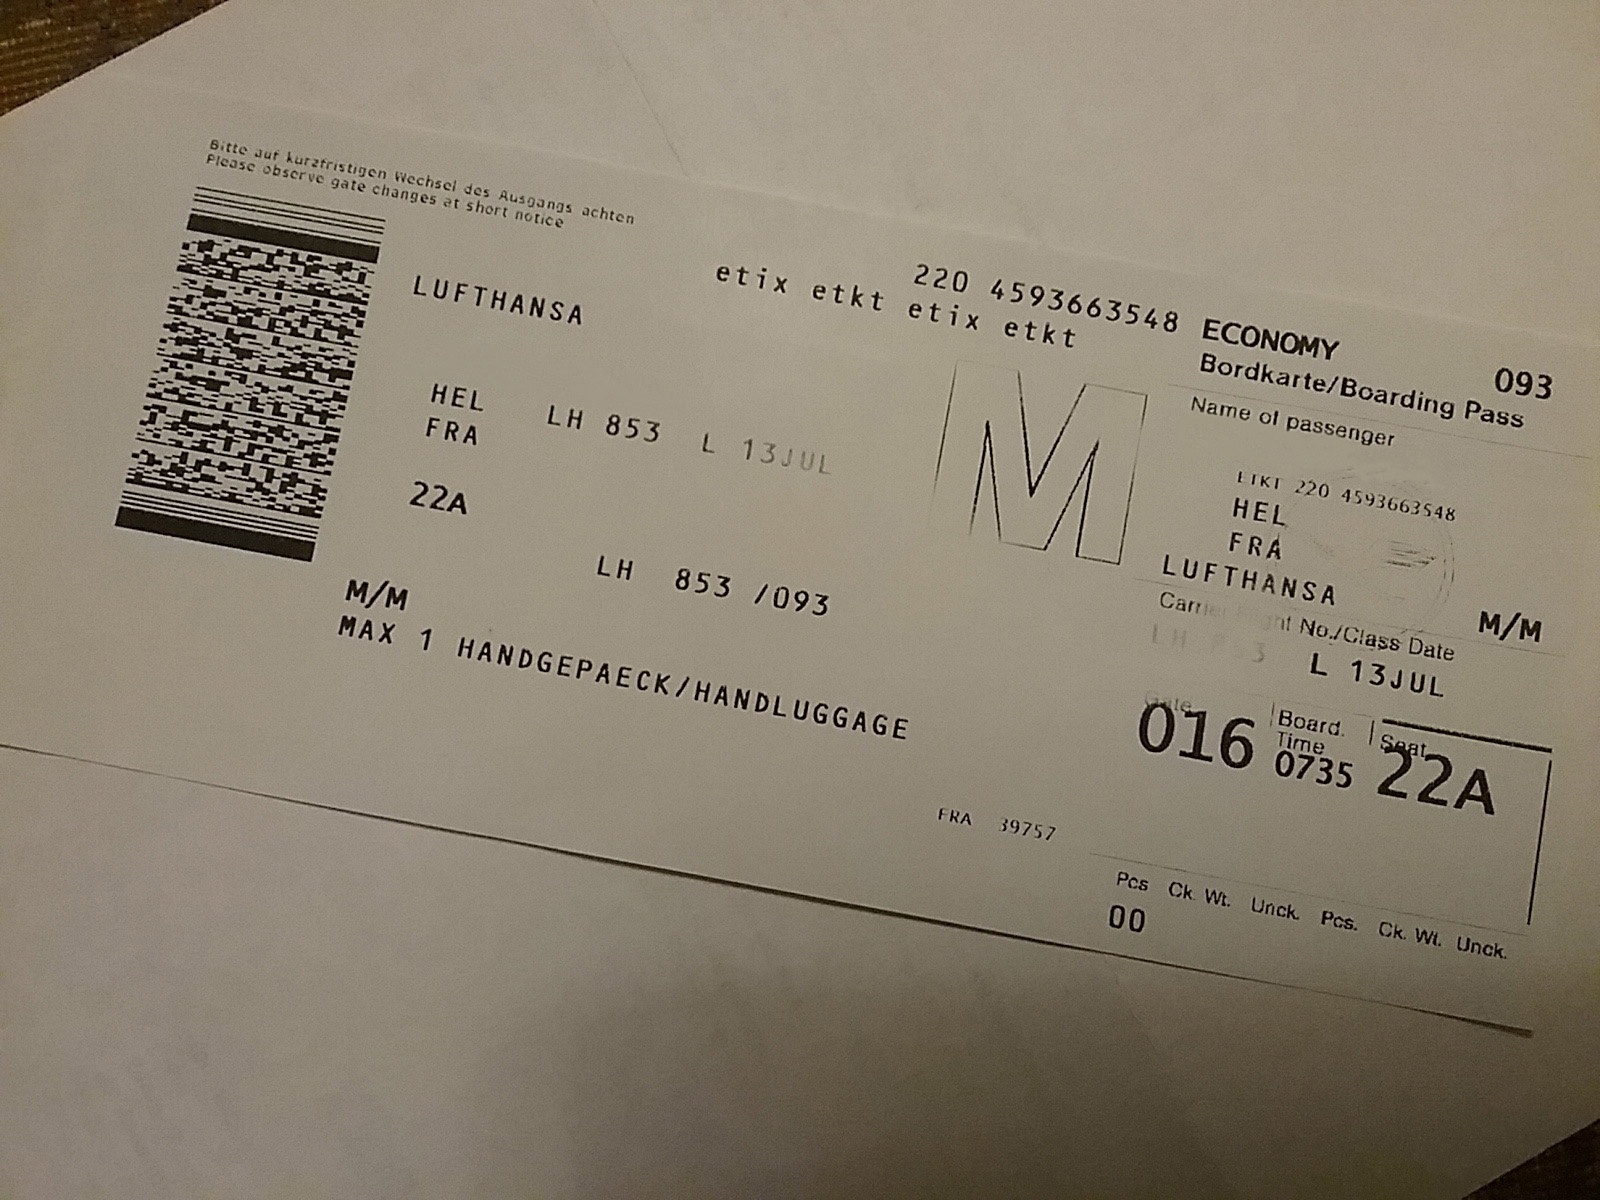 Bitte auf kurzfristigen Wechsel des Ausgangs achten
Please observe gate changes at short notice
LUFTHANSA
220 4593663548
etix etkt etix etkt
HEL
FRA
LH 853 L 13JUL
22A
LH 853 /093
M/M
MAX 1 HANDGEPAECK/HANDLUGGAGE
M
FRA 39757
ECONOMY 093
Bordkarte/Boarding Pass
Name of passenger
ETKT 220 4593663548
HEL
FRA
LUFTHANSA M/M
Carrier Flight No./Class Date
LH 853 L 13JUL
Gate Board. Time Seat
016 0735 22A
Pcs Ck. Wt. Unck. Pcs. Ck. Wt. Unck.
00